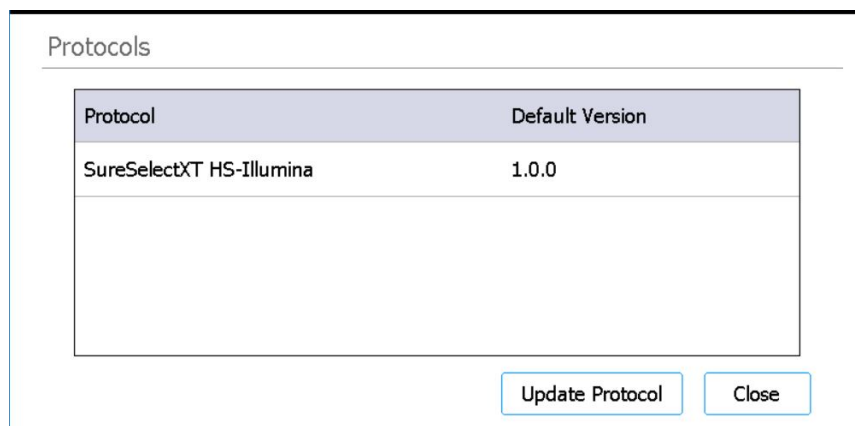 Protocols
Protocol Default Version
SureSelectXT HS-Illumina 1.0.0
Update Protocol Close